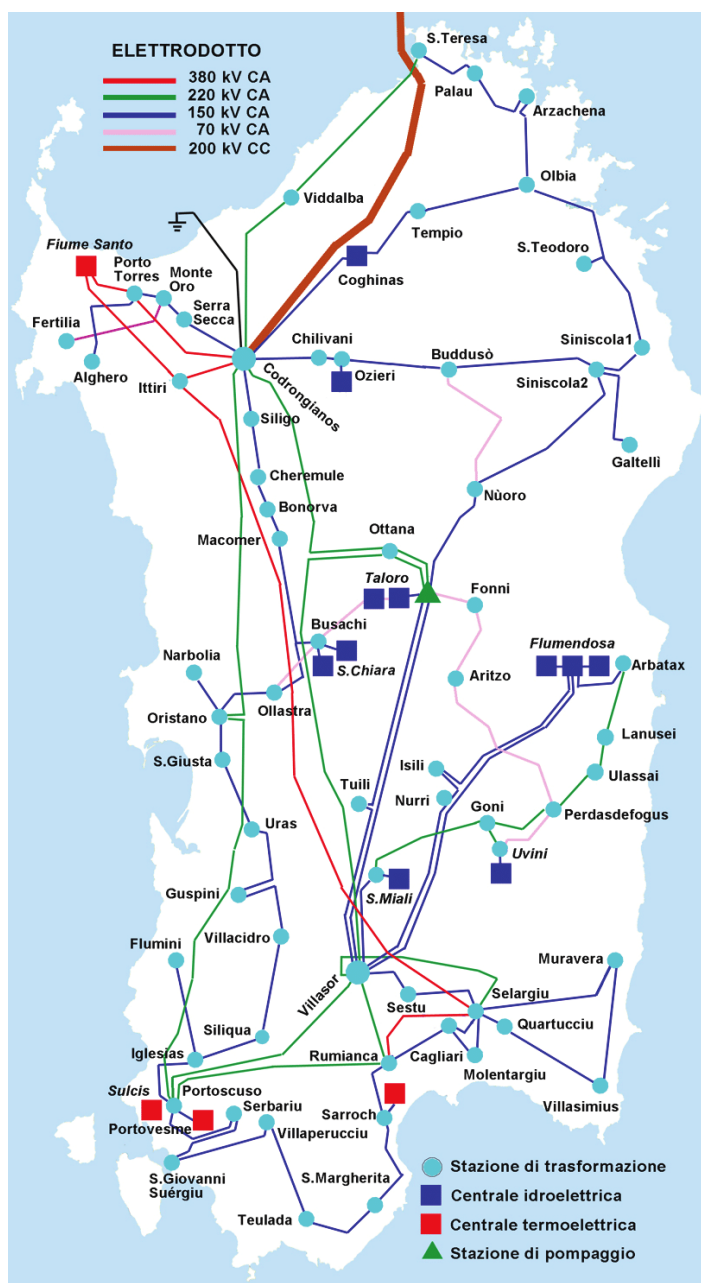 ELETTRODOTTO
380 kV CA
220 kV CA
150 kV CA
70 kV CA
200 kV CC
S.Teresa
Palau
Arzachena
Olbia
Viddalba
Tempio
S.Teodoro
Coghinas
Fiume Santo
Porto
Torres
Monte
Oro
Serra
Secca
Fertilia
Alghero
Ittiri
Codrongianos
Chilivani
Ozieri
Buddusò
Siniscola1
Siniscola2
Galtellì
Siligo
Cheremule
Bonorva
Macomer
Nùoro
Ottana
Taloro
Fonni
Busachi
S.Chiara
Narbolia
Ollastra
Oristano
Aritzo
Flumendosa
Arbatax
Lanusei
Ulassai
S.Giusta
Isili
Tuili
Nurri
Goni
Perdasdefogus
Uras
Uvini
S.Miali
Guspini
Villacidro
Flumini
Villasor
Muravera
Sestu
Selargiu
Quartucciu
Siliqua
Iglesias
Rumianca
Cagliari
Molentargiu
Villasimius
Sulcis
Portoscuso
Portovesme
Serbariu
Villaperucciu
Sarroch
S.Giovanni
Suérgiu
S.Margherita
Teulada
Stazione di trasformazione
Centrale idroelettrica
Centrale termoelettrica
Stazione di pompaggio